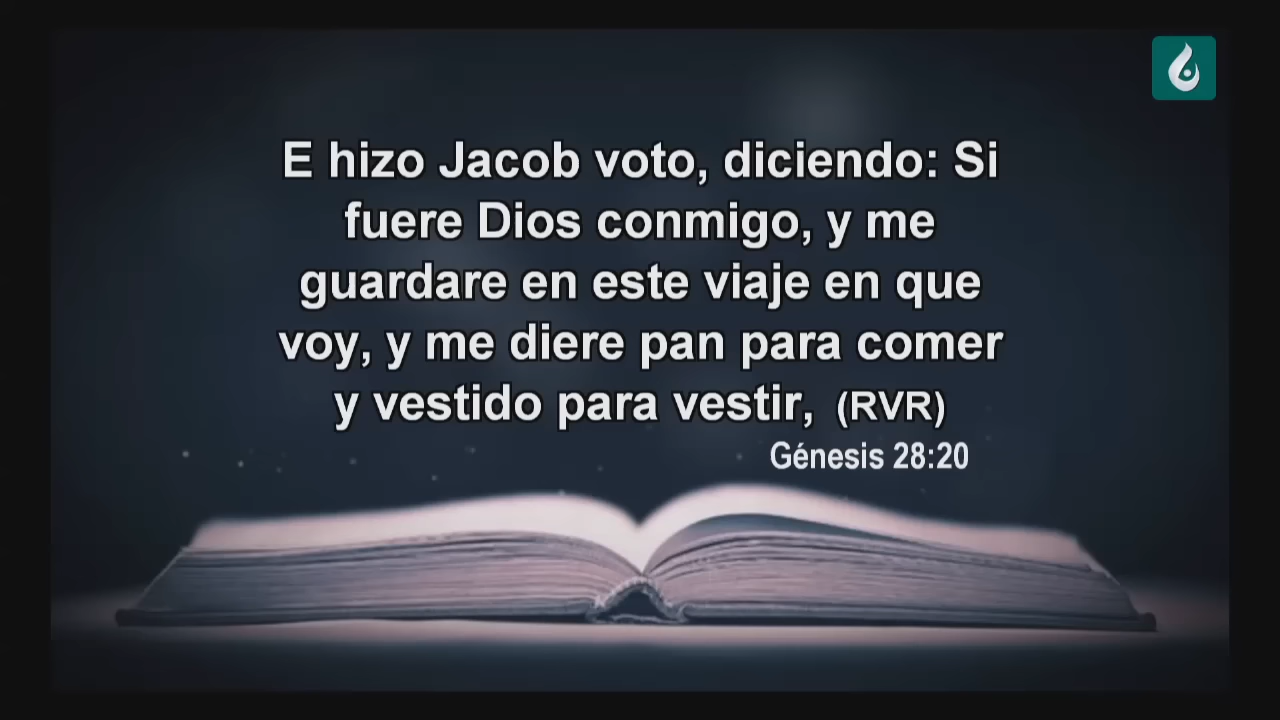 E hizo Jacob voto, diciendo: Si
fuere Dios conmigo, y me
guardare en este viaje en que
voy, y me diere pan para comer
y vestido para vestir, (RVR)
Génesis 28:20